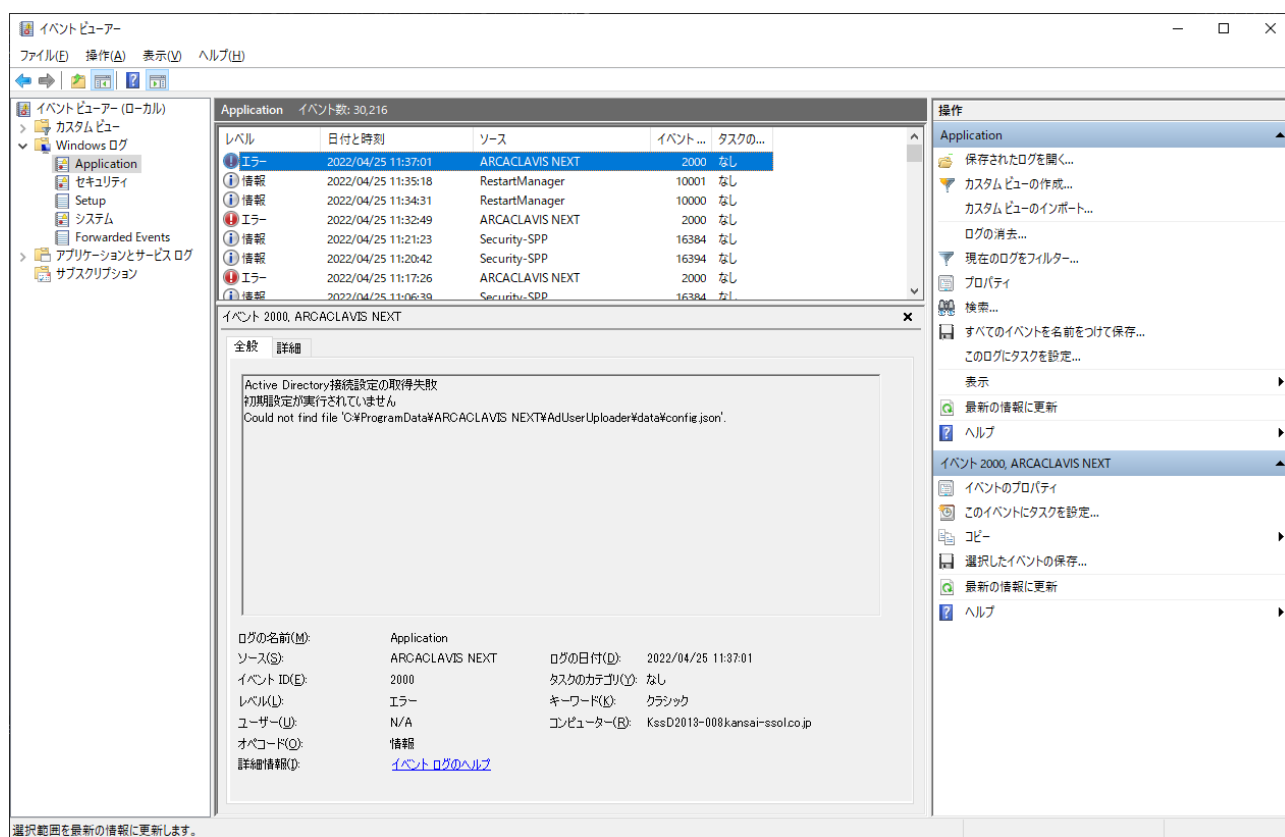 イベント ビューアー
ファイル(F) 操作(A) 表示(V) ヘルプ(H)
イベント ビューアー (ローカル)
カスタム ビュー
Windows ログ
Application
セキュリティ
Setup
システム
Forwarded Events
アプリケーションとサービス ログ
サブスクリプション
Application イベント数: 30,216
レベル 日付と時刻 ソース イベント... タスクの...
エラー 2022/04/25 11:37:01 ARCACLAVIS NEXT 2000 なし
情報 2022/04/25 11:35:18 RestartManager 10001 なし
情報 2022/04/25 11:34:31 RestartManager 10000 なし
エラー 2022/04/25 11:32:49 ARCACLAVIS NEXT 2000 なし
情報 2022/04/25 11:21:23 Security-SPP 16384 なし
情報 2022/04/25 11:20:42 Security-SPP 16394 なし
エラー 2022/04/25 11:17:26 ARCACLAVIS NEXT 2000 なし
情報 2022/04/25 11:06:39 Security-SPP 16384 なし
イベント 2000, ARCACLAVIS NEXT
全般 詳細
Active Directory接続設定の取得失敗
初期設定が実行されていません
Could not find file 'C:¥ProgramData¥ARCACLAVIS NEXT¥AdUserUploader¥data¥config.json'.
ログの名前(M): Application
ソース(S): ARCACLAVIS NEXT ログの日付(D): 2022/04/25 11:37:01
イベント ID(E): 2000 タスクのカテゴリ(Y): なし
レベル(L): エラー キーワード(K): クラシック
ユーザー(U): N/A コンピューター(R): KssD2013-008.kansai-ssol.co.jp
オペコード(O): 情報
詳細情報(I): イベント ログのヘルプ
操作
Application
保存されたログを開く...
カスタム ビューの作成...
カスタム ビューのインポート...
ログの消去...
現在のログをフィルター...
プロパティ
検索...
すべてのイベントを名前をつけて保存...
このログにタスクを設定...
表示
最新の情報に更新
ヘルプ
イベント 2000, ARCACLAVIS NEXT
イベントのプロパティ
このイベントにタスクを設定...
コピー
選択したイベントの保存...
最新の情報に更新
ヘルプ
選択範囲を最新の情報に更新します。